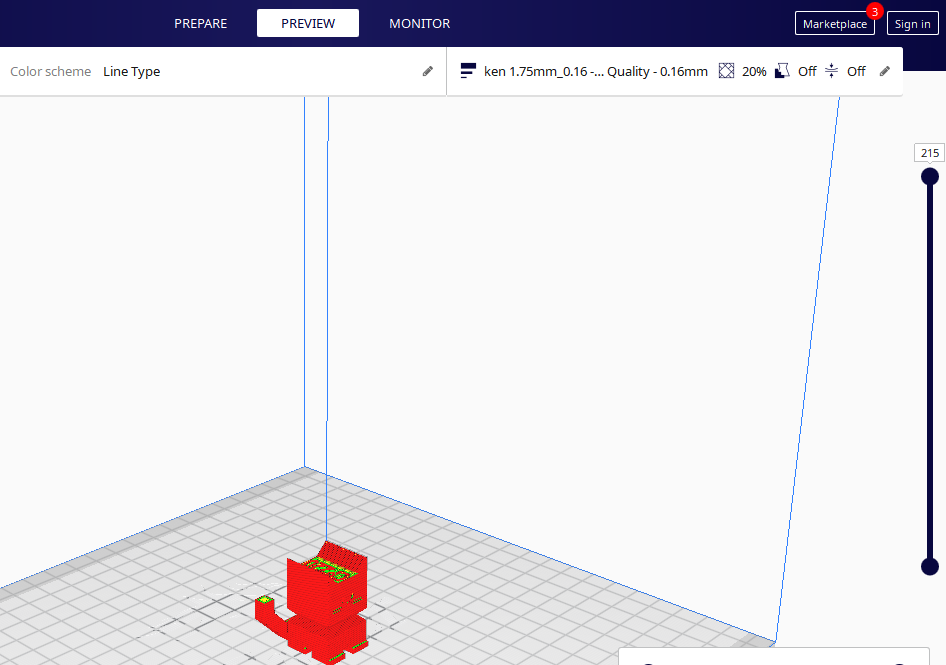 PREPARE PREVIEW MONITOR Marketplace 3 Sign in
Color scheme Line Type ken 1.75mm_0.16 -... Quality - 0.16mm 20% Off Off
215